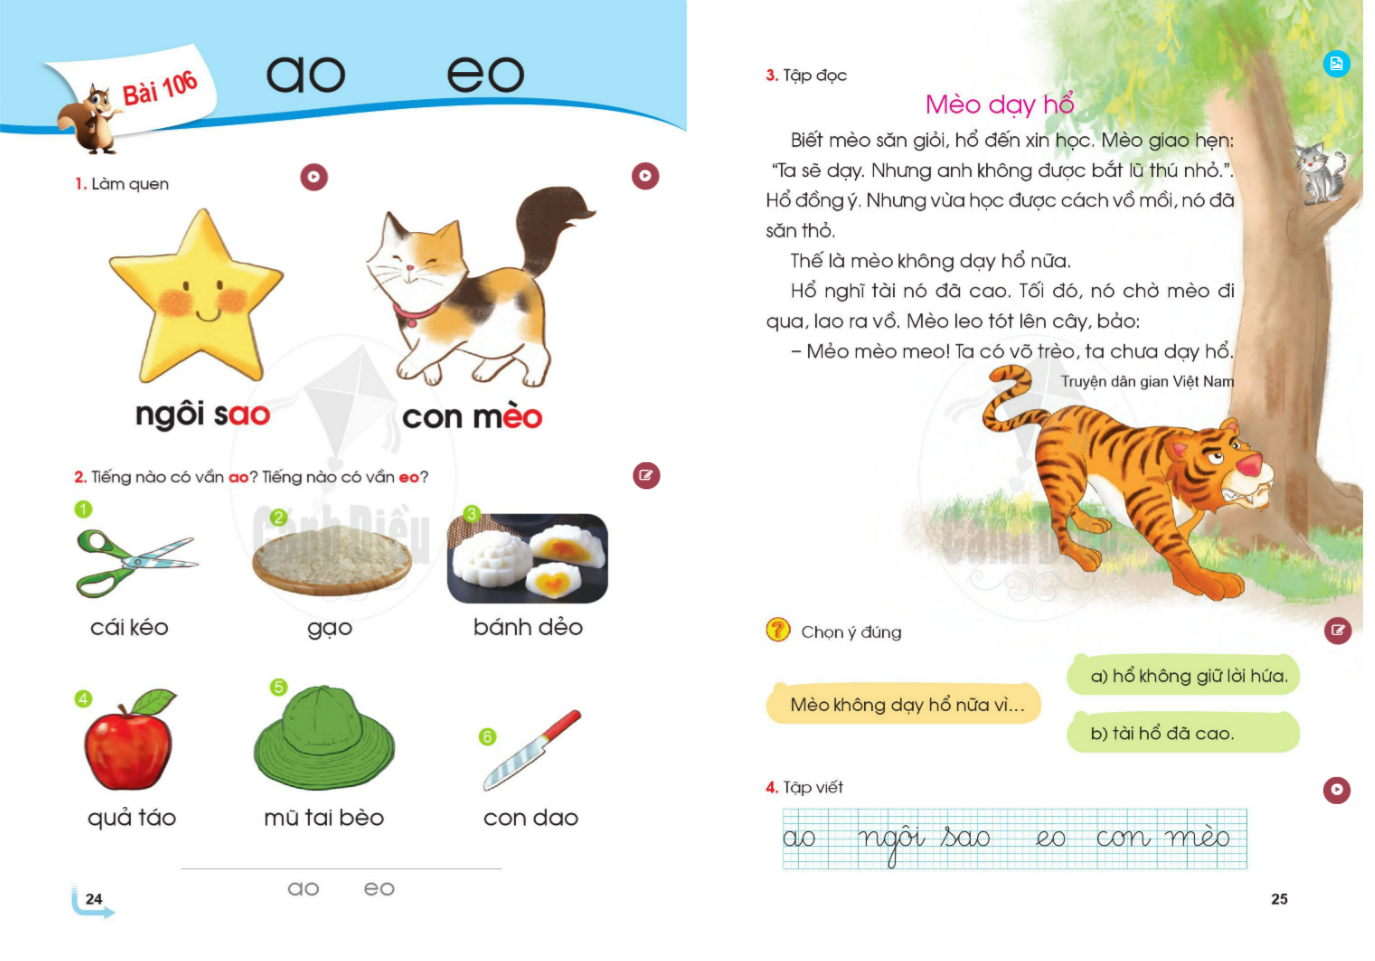 Bài 106
ao eo
1. Làm quen
ngôi sao
con mèo
2. Tiếng nào có vần ao? Tiếng nào có vần eo?
1
2
3
cái kéo
gạo
bánh dẻo
4
5
6
quả táo
mũ tai bèo
con dao
ao eo
24
Cánh Diều
3. Tập đọc
Mèo dạy hổ
Biết mèo săn giỏi, hổ đến xin học. Mèo giao hẹn:
“Ta sẽ dạy. Nhưng anh không được bắt lũ thú nhỏ.”.
Hổ đồng ý. Nhưng vừa học được cách vồ mồi, nó đã
săn thỏ.
Thế là mèo không dạy hổ nữa.
Hổ nghĩ tài nó đã cao. Tối đó, nó chờ mèo đi
qua, lao ra vồ. Mèo leo tót lên cây, bảo:
– Mẻo mèo meo! Ta có võ trèo, ta chưa dạy hổ.
Truyện dân gian Việt Nam
Cánh Diều
? Chọn ý đúng
Mèo không dạy hổ nữa vì...
a) hổ không giữ lời hứa.
b) tài hổ đã cao.
4. Tập viết
ao ngôi sao eo con mèo
25